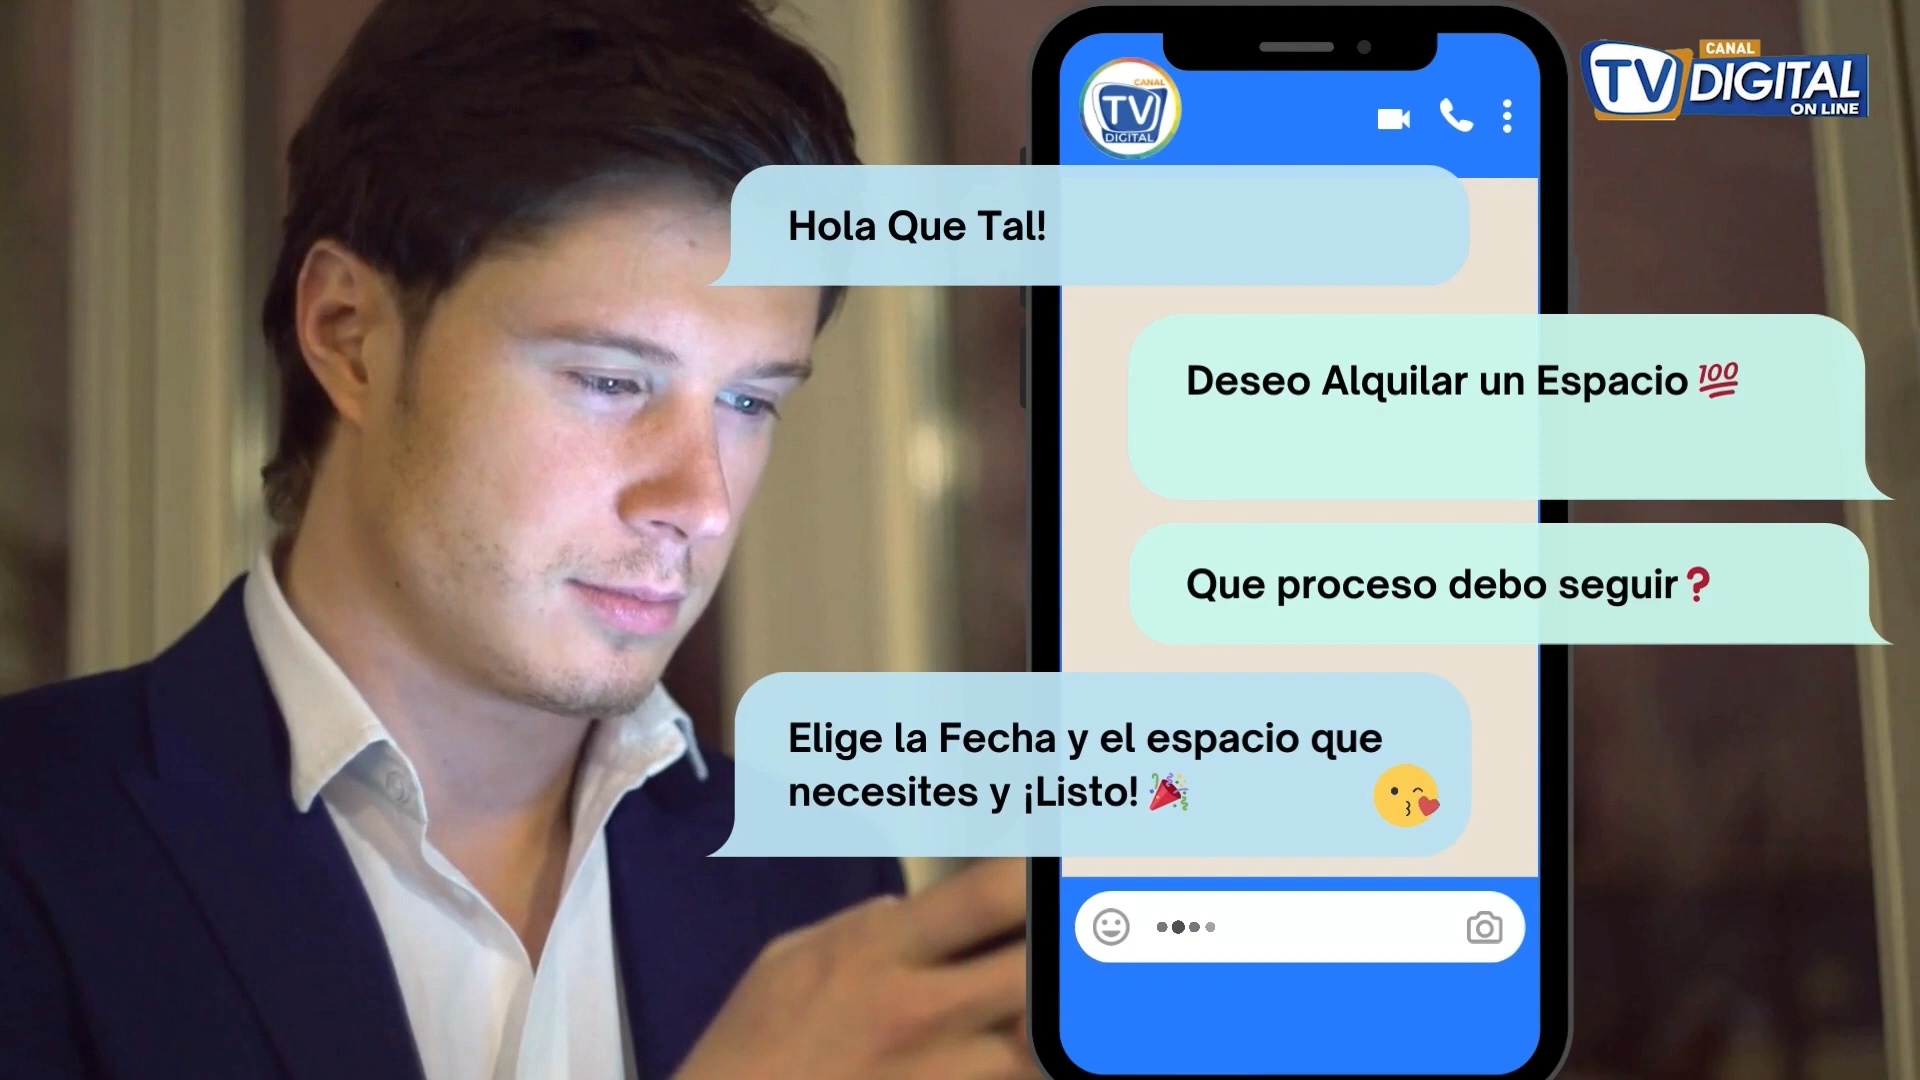 CANAL
TV DIGITAL
ON LINE
CANAL
TV
DIGITAL
Hola Que Tal!
Deseo Alquilar un Espacio 💯
Que proceso debo seguir❓
Elige la Fecha y el espacio que
necesites y ¡Listo! 🎉 😘